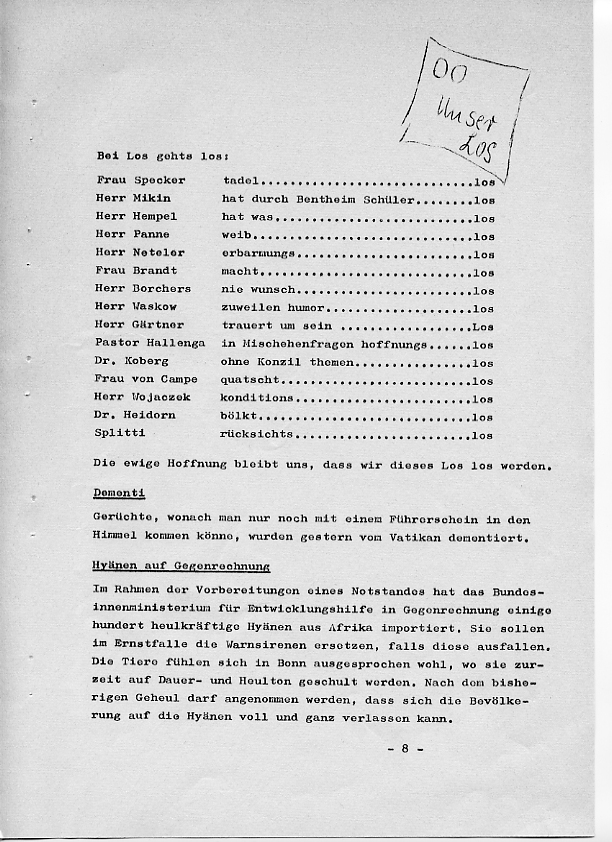 OO
Unser
Los
Bei Los gehts los:
Frau Specker tadel.............................los
Herr Mikin hat durch Bentheim Schüler........los
Herr Hempel hat was...........................los
Herr Panne weib..............................los
Herr Neteler erbarmungs........................los
Frau Brandt macht.............................los
Herr Borchers nie wunsch........................los
Herr Waskow zuweilen humor....................los
Herr Gärtner trauert um sein ..................Los
Pastor Hallenga in Mischehenfragen hoffnungs......los
Dr. Koberg ohne Konzil themen................los
Frau von Campe quatscht..........................los
Herr Wojaczek konditions........................los
Dr. Heidorn bölkt.............................los
Splitti rücksichts........................los
Die ewige Hoffnung bleibt uns, dass wir dieses Los los werden.
Dementi
Gerüchte, wonach man nur noch mit einem Führerschein in den
Himmel kommen könne, wurden gestern vom Vatikan dementiert.
Hyänen auf Gegenrechnung
Im Rahmen der Vorbereitungen eines Notstandes hat das Bundes-
innenministerium für Entwicklungshilfe in Gegenrechnung einige
hundert heulkräftige Hyänen aus Afrika importiert. Sie sollen
im Ernstfalle die Warnsirenen ersetzen, falls diese ausfallen.
Die Tiere fühlen sich in Bonn ausgesprochen wohl, wo sie zur-
zeit auf Dauer- und Heulton geschult werden. Nach dem bishe-
rigen Geheul darf angenommen werden, dass sich die Bevölke-
rung auf die Hyänen voll und ganz verlassen kann.
- 8 -